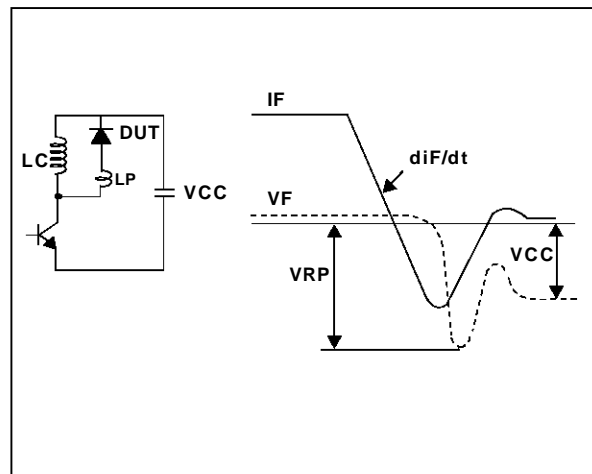 DUT
LC
LP
VCC
IF
diF/dt
VF
VRP
VCC